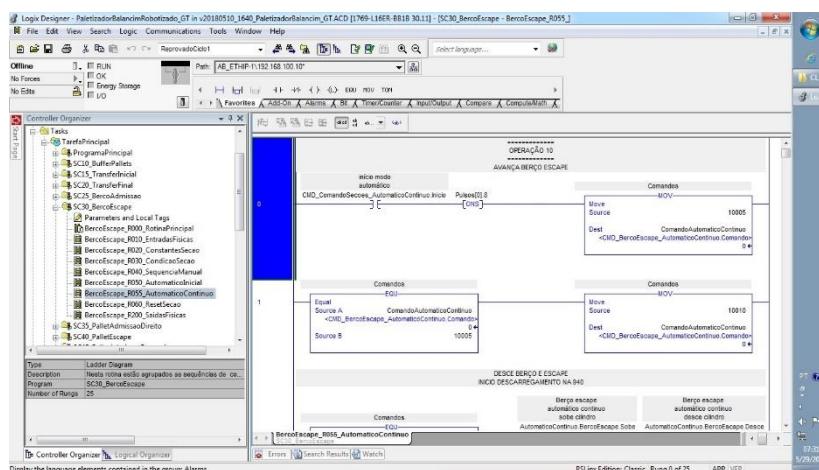 Logix Designer - PaletizadorBalancimRobotizado_GT in v20180510_1640_PaletizadorBalancim_GT.ACD [1769-L16ER-BB1B 30.11] - [SC30_BercoEscape - BercoEscape_R055_]
File Edit View Search Logic Communications Tools Window Help
ReprovadoCiclo1
Select language...
Offline
RUN
Path: AB_ETHIP-1\192.168.100.10*
No Forces
OK
No Edits
Energy Storage
I/O
Favorites Add-On Alarms Bit Timer/Counter Input/Output Compare Compute/Math
Controller Organizer
Start Page
Tasks
TarefaPrincipal
ProgramaPrincipal
SC10_BufferPallets
SC15_TransferInicial
SC20_TransferFinal
SC25_BercoAdmissao
SC30_BercoEscape
Parameters and Local Tags
BercoEscape_R000_RotinaPrincipal
BercoEscape_R010_EntradasFisicas
BercoEscape_R020_ConstantesSecao
BercoEscape_R030_CondicaoSecao
BercoEscape_R040_SequenciaManual
BercoEscape_R050_AutomaticoInicial
BercoEscape_R055_AutomaticoContinuo
BercoEscape_R060_ResetSecao
BercoEscape_R200_SaidasFisicas
SC35_PalletAdmissaoDireito
SC40_PalletEscape
Type Ladder Diagram
Description Nesta rotina estão agrupados as sequências de co...
Program SC30_BercoEscape
Number of Rungs 25
Controller Organizer Logical Organizer
OPERAÇÃO 10
AVANÇA BERÇO ESCAPE
início modo
automático
CMD_ComandoSecoes_AutomaticoContinuo.Inicio Pulsos[0].8
ONS
Comandos
MOV
Move
Source 10005
Dest ComandoAutomaticoContinuo
<CMD_BercoEscape_AutomaticoContinuo.Comando>
0
1
Comandos
EQU
Equal
Source A ComandoAutomaticoContinuo
<CMD_BercoEscape_AutomaticoContinuo.Comando>
0
Source B 10005
Comandos
MOV
Move
Source 10010
Dest ComandoAutomaticoContinuo
<CMD_BercoEscape_AutomaticoContinuo.Comando>
0
DESCE BERÇO E ESCAPE
INICIO DESCARREGAMENTO NA 940
Comandos
EQU
Berço escape
automático continuo
sobe cilindro
AutomaticoContinuo.BercoEscape Sobe
Berço escape
automático continuo
desce cilindro
AutomaticoContinuo.BercoEscape Desce
BercoEscape_R055_AutomaticoContinuo
Errors Search Results Watch
Display the language elements contained in the group: Alarms
RSLinx Edition: Classic Rung 0 of 25 APP VER
PT